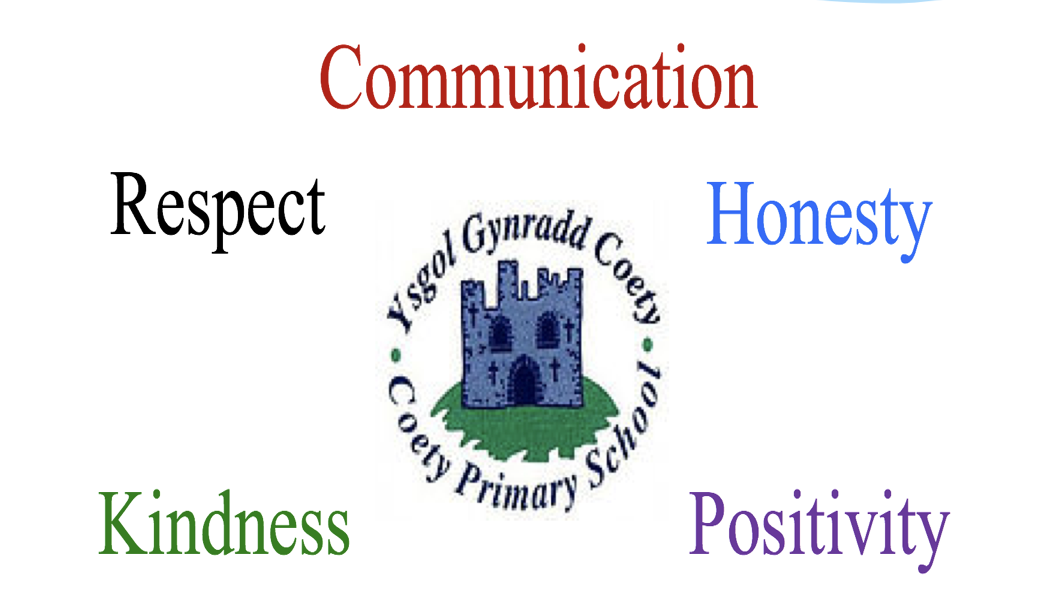 Communication
Respect
Honesty
Ysgol Gynradd Coety
Coety Primary School
Kindness
Positivity